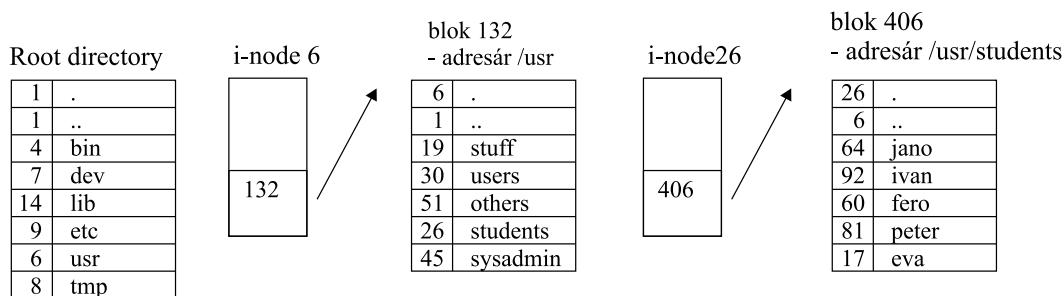 Root directory
1 .
1 ..
4 bin
7 dev
14 lib
9 etc
6 usr
8 tmp
i-node 6
132
blok 132
- adresár /usr
6 .
1 ..
19 stuff
30 users
51 others
26 students
45 sysadmin
i-node26
406
blok 406
- adresár /usr/students
26 .
6 ..
64 jano
92 ivan
60 fero
81 peter
17 eva